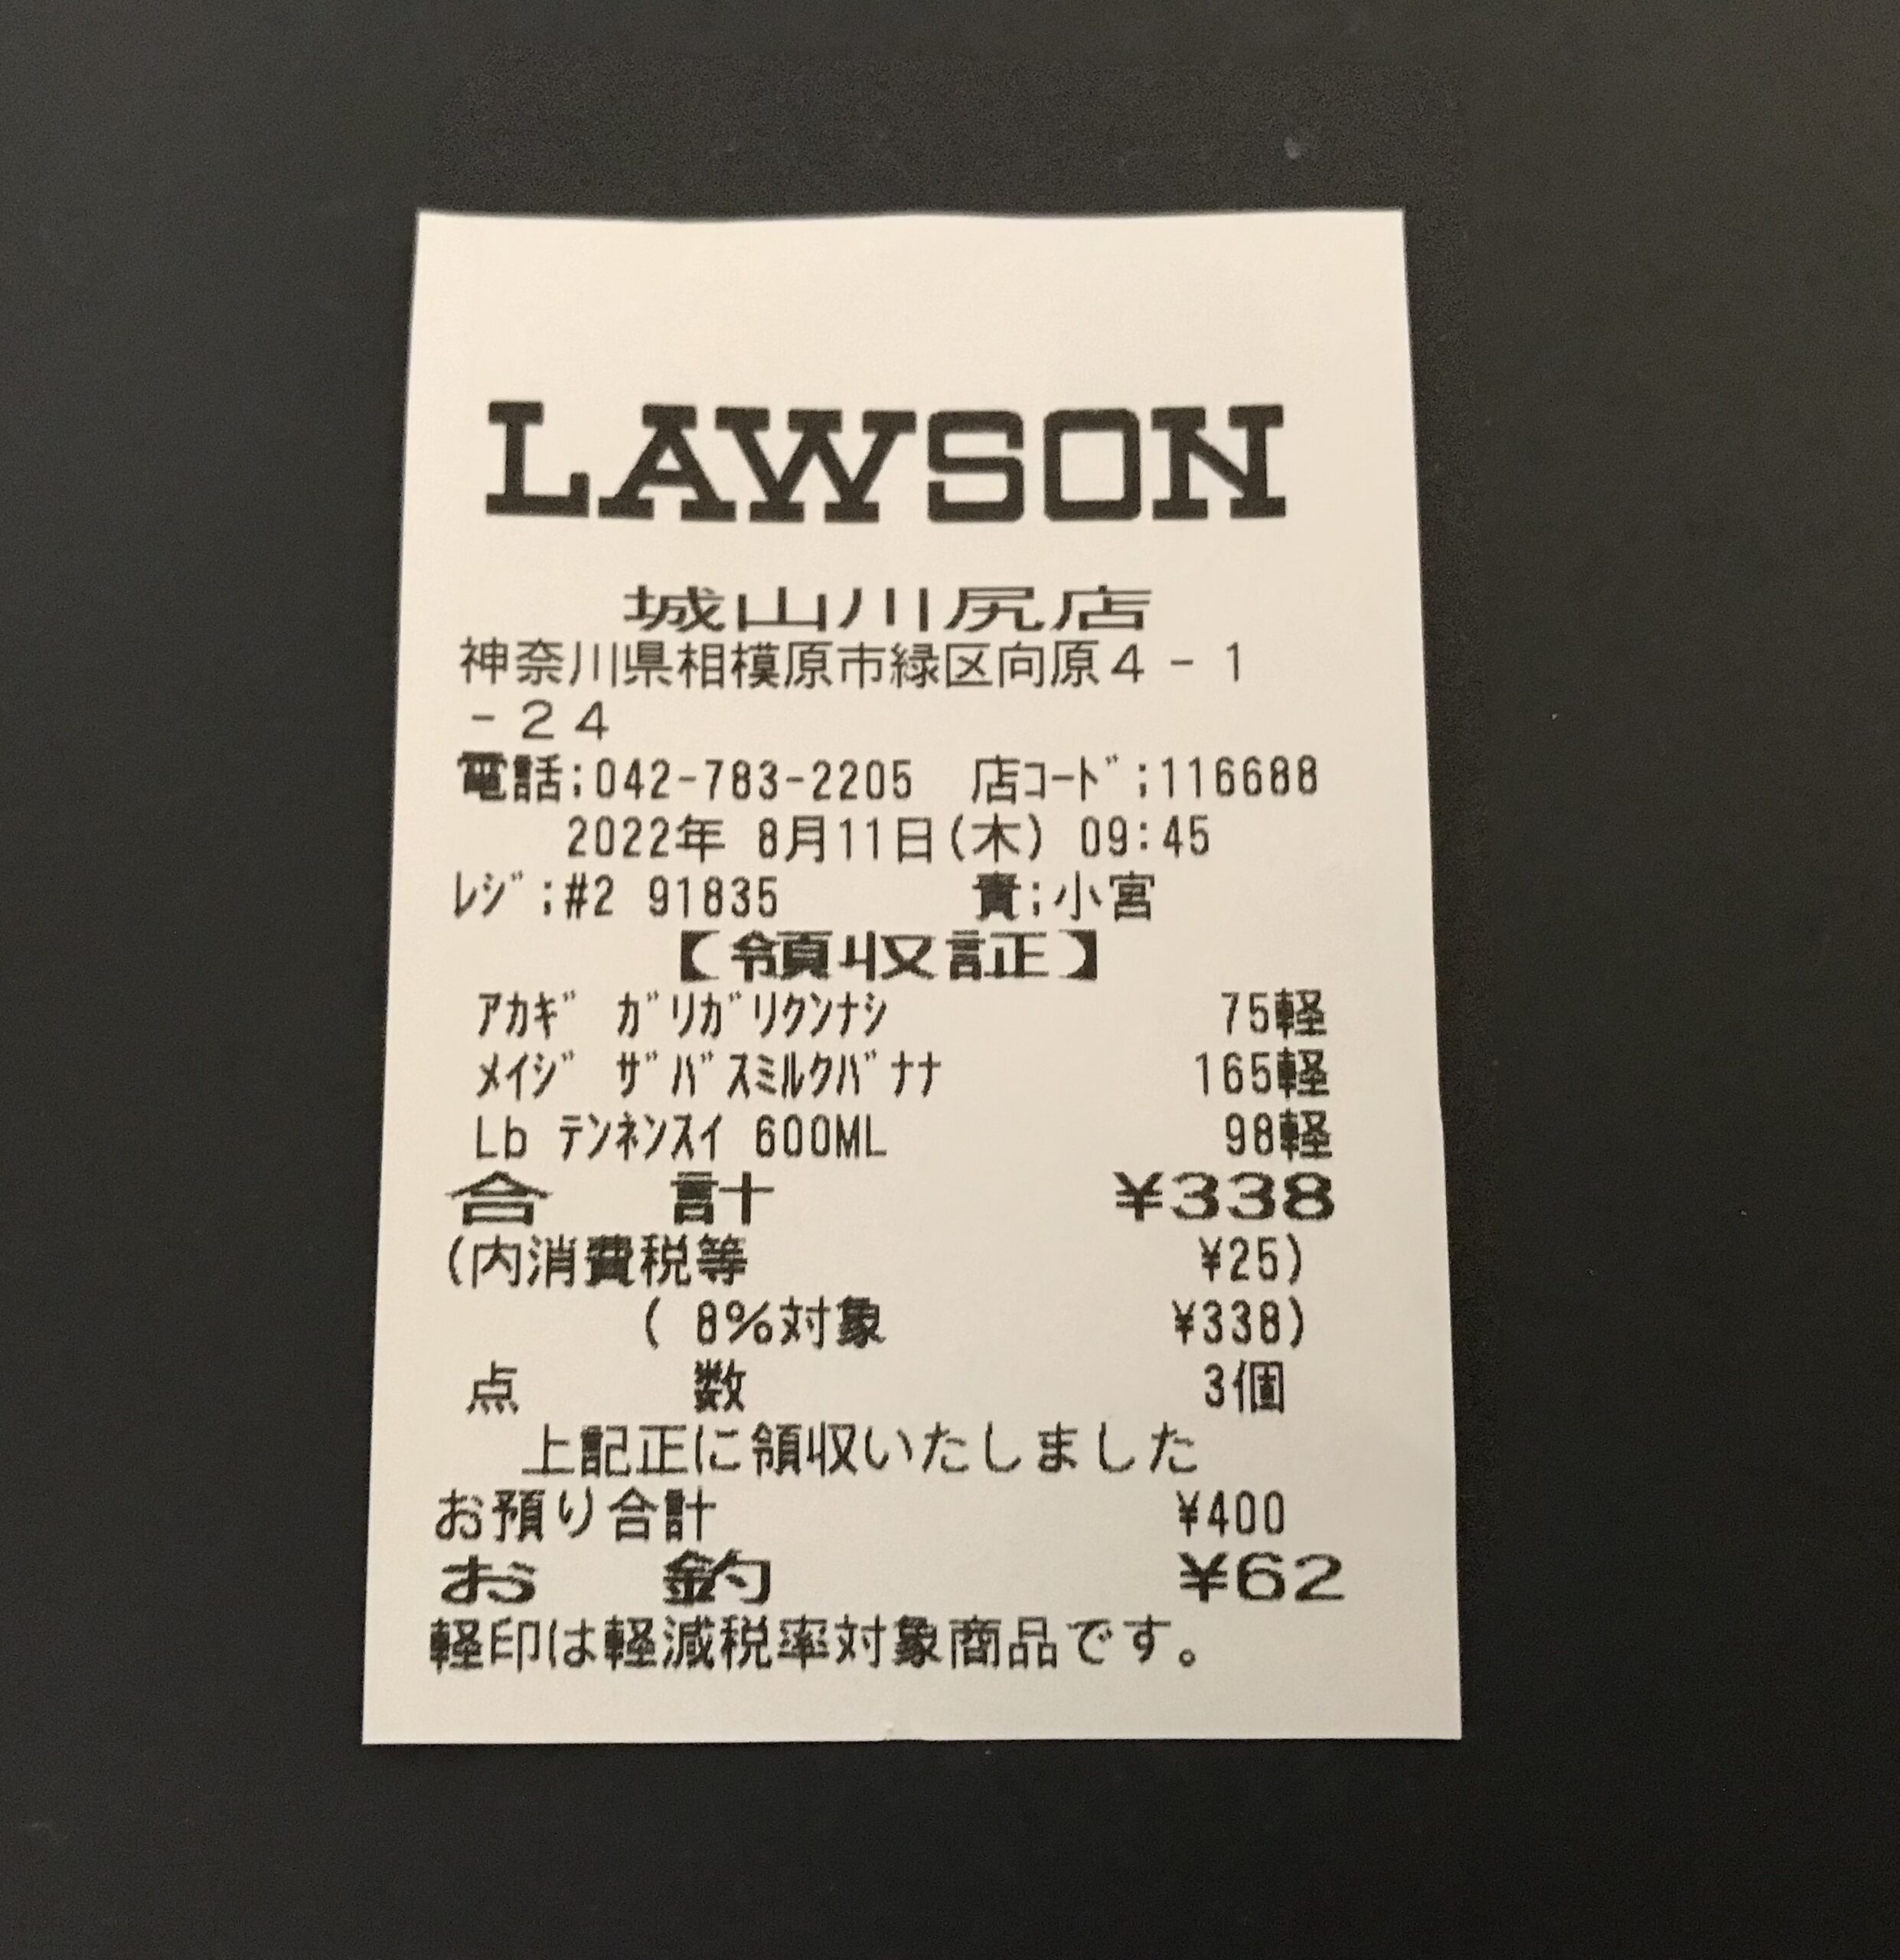 LAWSON
城山川尻店
神奈川県相模原市緑区向原4-1
-24
電話;042-783-2205 店ｺｰﾄﾞ;116688
2022年 8月11日(木) 09:45
ﾚｼﾞ;#2 91835 責;小宮
【領収証】
ｱｶｷﾞ ｶﾞﾘｶﾞﾘｸﾝﾅｼ 75軽
ﾒｲｼﾞ ｻﾞﾊﾞｽﾐﾙｸﾊﾞﾅﾅ 165軽
Lb ﾃﾝﾈﾝｽｲ 600ML 98軽
合 計 ¥338
(内消費税等 ¥25)
( 8%対象 ¥338)
点 数 3個
上記正に領収いたしました
お預り合計 ¥400
お 釣 ¥62
軽印は軽減税率対象商品です。